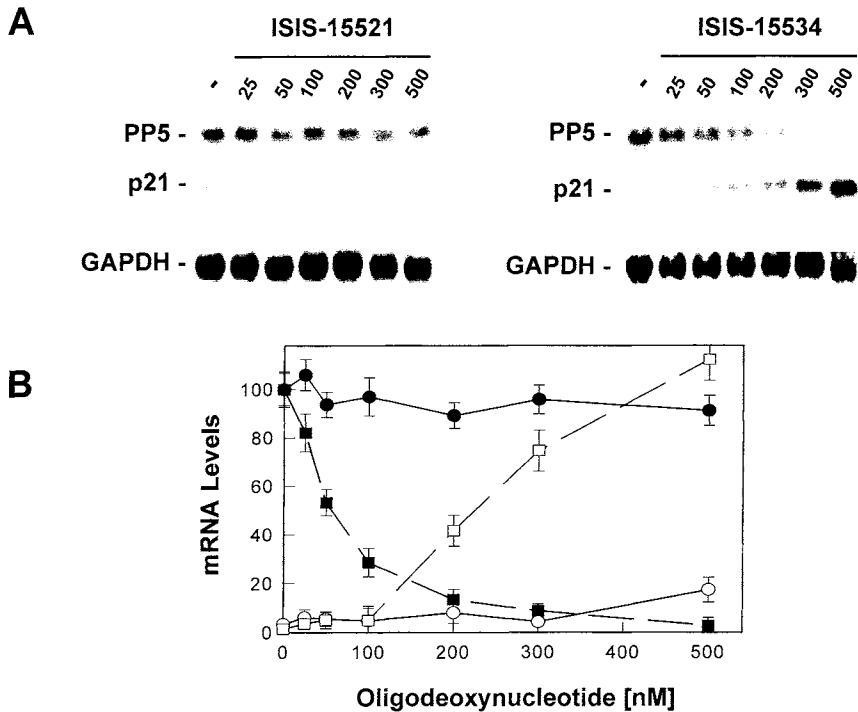 A
ISIS-15521
- 25 50 100 200 300 500
PP5 -
p21 -
GAPDH -
ISIS-15534
- 25 50 100 200 300 500
PP5 -
p21 -
GAPDH -
B
mRNA Levels
100
80
60
40
20
0
0 100 200 300 400 500
Oligodeoxynucleotide [nM]